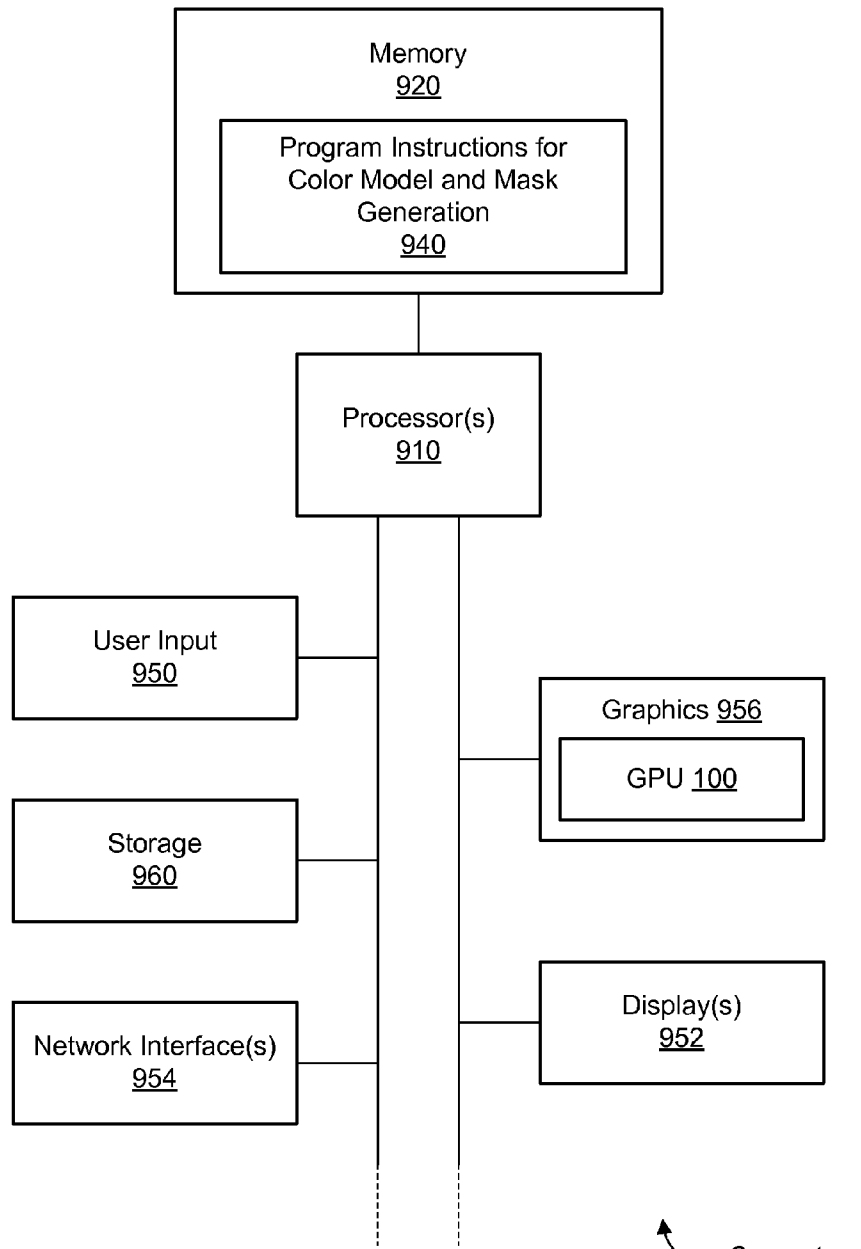 Memory
920
Program Instructions for
Color Model and Mask
Generation
940
Processor(s)
910
User Input
950
Graphics 956
GPU 100
Storage
960
Display(s)
952
Network Interface(s)
954